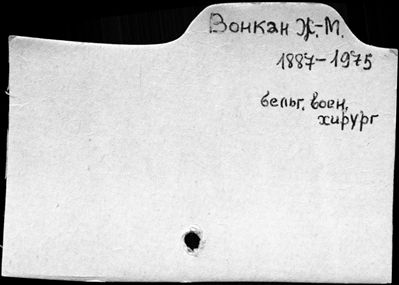 Вонкан Ж.-М.
1887-1975
бельг. воен.
хирург